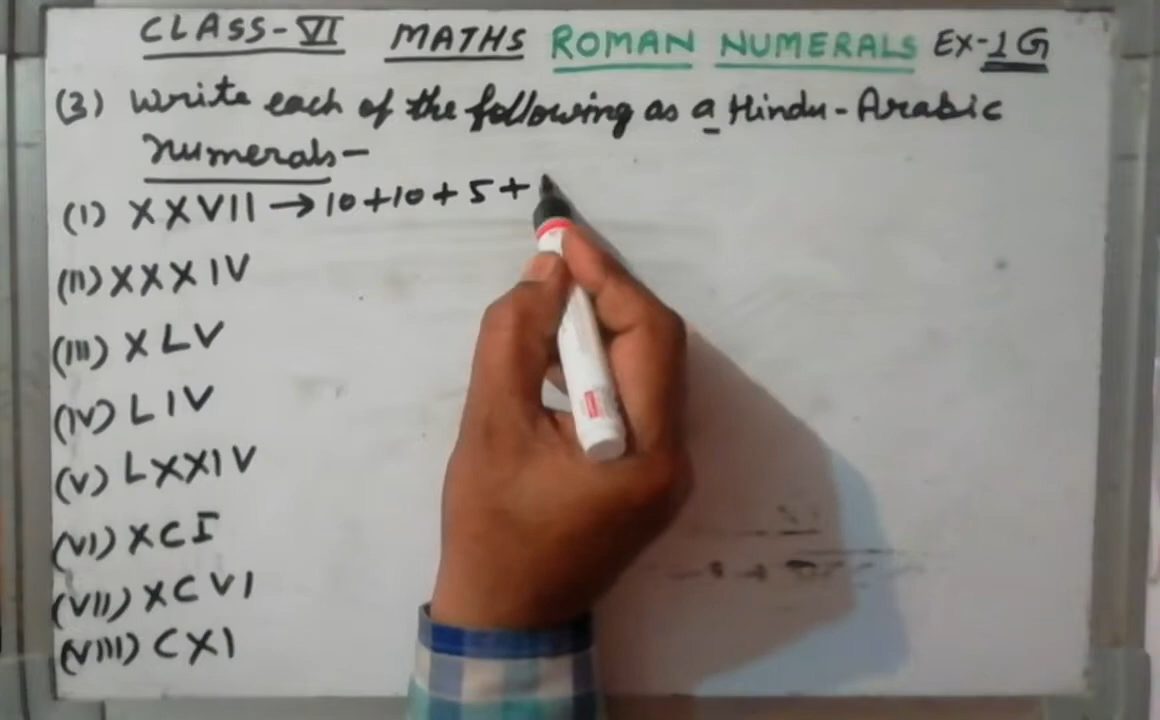 CLASS-VI MATHS ROMAN NUMERALS EX-1G
(3) Write each of the following as a Hindu-Arabic
Numerals-
(I) XXVII → 10+10+5+
(II) XXXIV
(III) XLV
(IV) LIV
(V) LXXIV
(VI) XCI
(VII) XCVI
(VIII) CXI